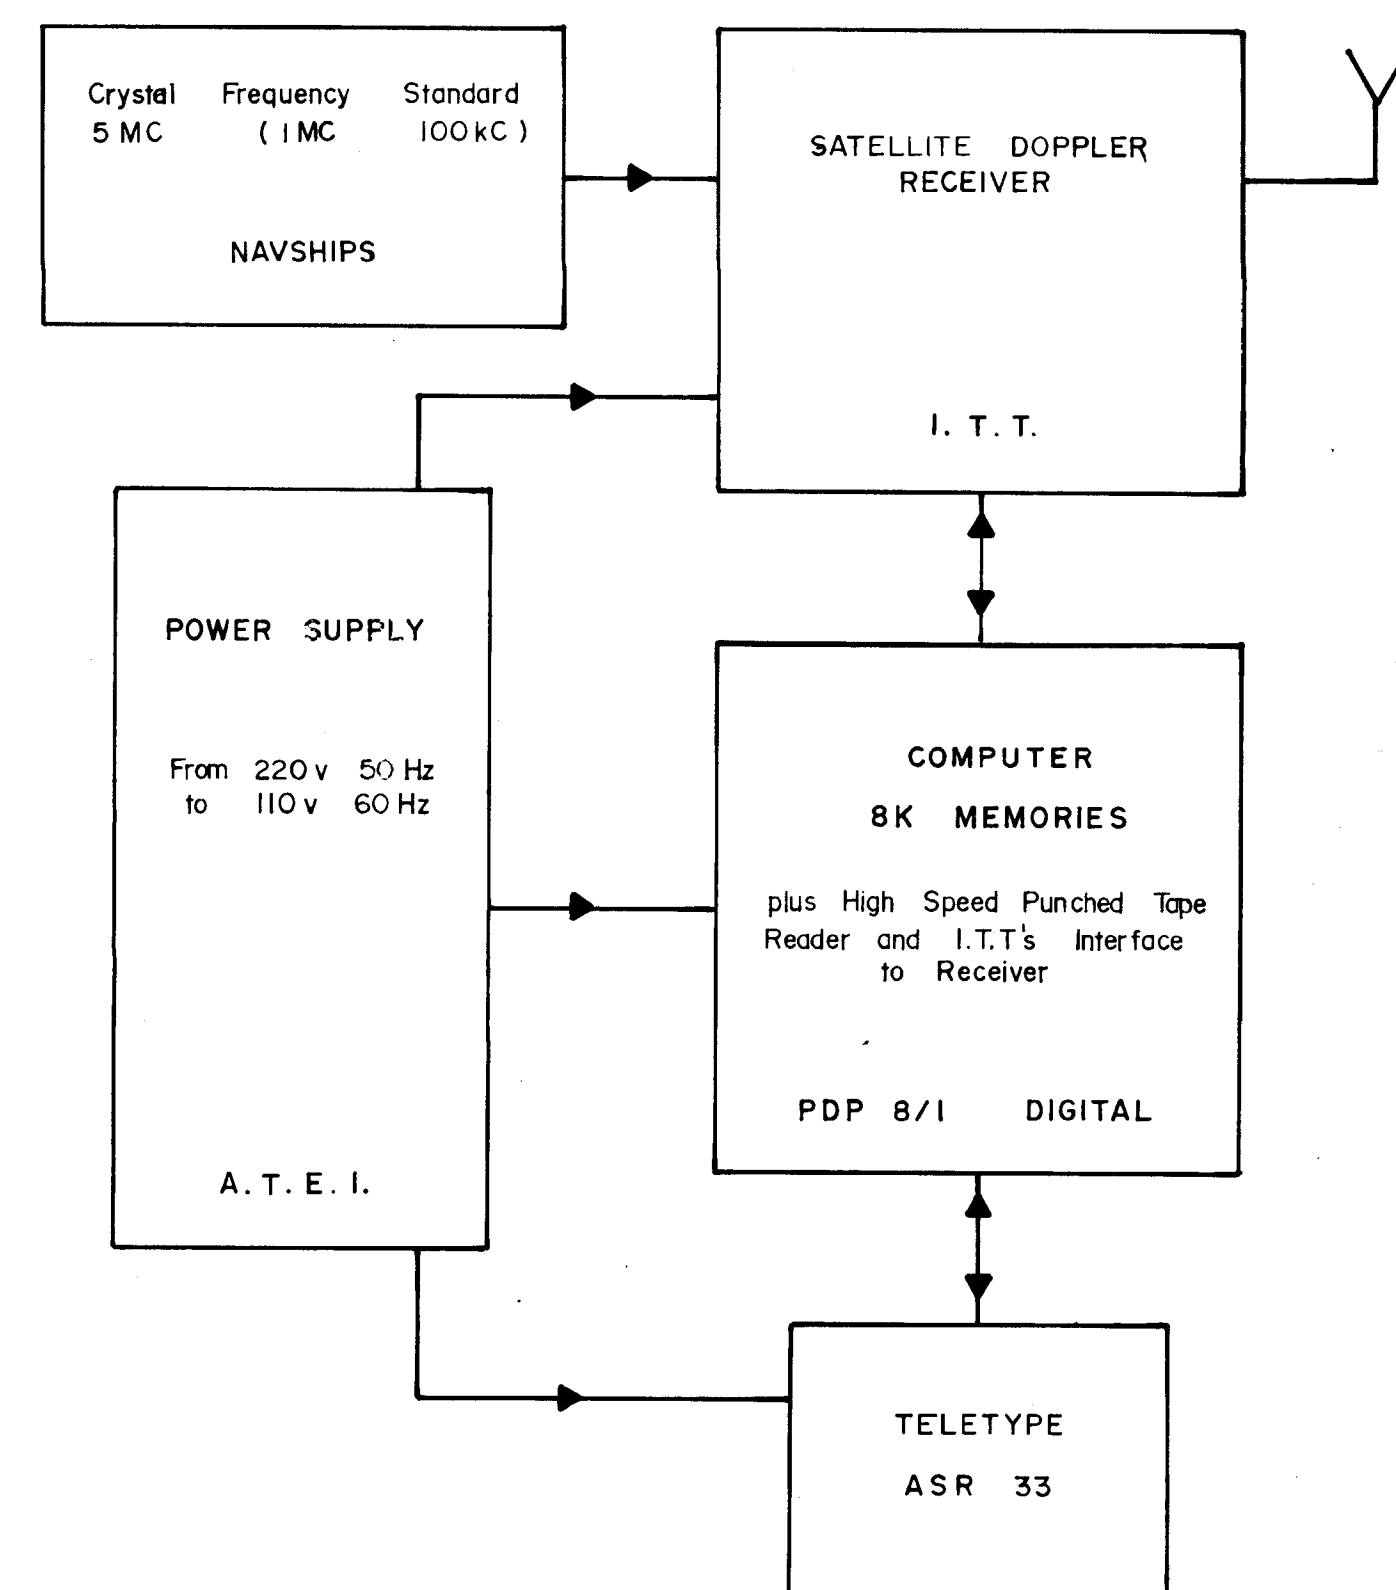 Crystal Frequency Standard
5 MC ( 1 MC 100 kC )
NAVSHIPS
SATELLITE DOPPLER
RECEIVER
I. T. T.
POWER SUPPLY
From 220 v 50 Hz
to 110 v 60 Hz
A. T. E. I.
COMPUTER
8K MEMORIES
plus High Speed Punched Tape
Reader and I.T.T's Interface
to Receiver
PDP 8/I DIGITAL
TELETYPE
ASR 33